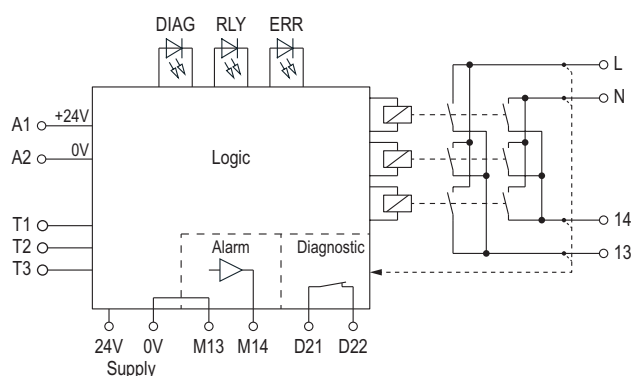 DIAG RLY ERR
L
N
A1 +24V
A2 0V
Logic
T1
T2
T3
Alarm Diagnostic
14
13
24V 0V M13 M14 D21 D22
Supply